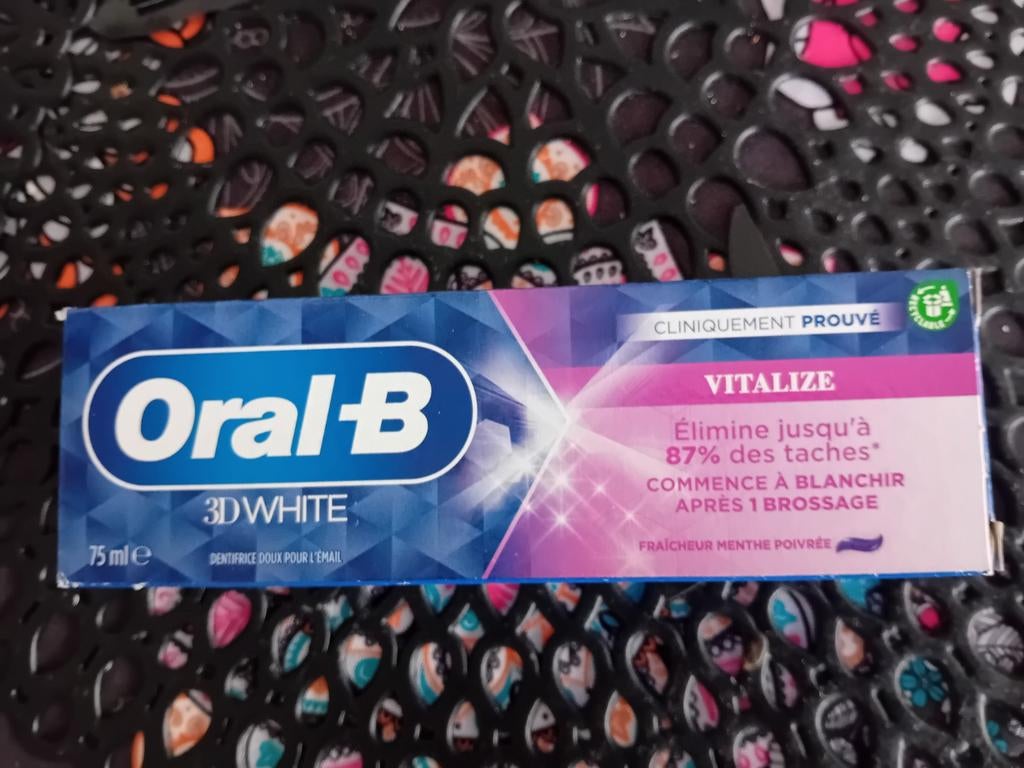 Oral-B
3D WHITE
75 ml e
DENTIFRICE DOUX POUR L'ÉMAIL
CLINIQUEMENT PROUVÉ
RECYCLABLE
VITALIZE
Élimine jusqu'à
87% des taches*
COMMENCE À BLANCHIR
APRÈS 1 BROSSAGE
FRAÎCHEUR MENTHE POIVRÉE